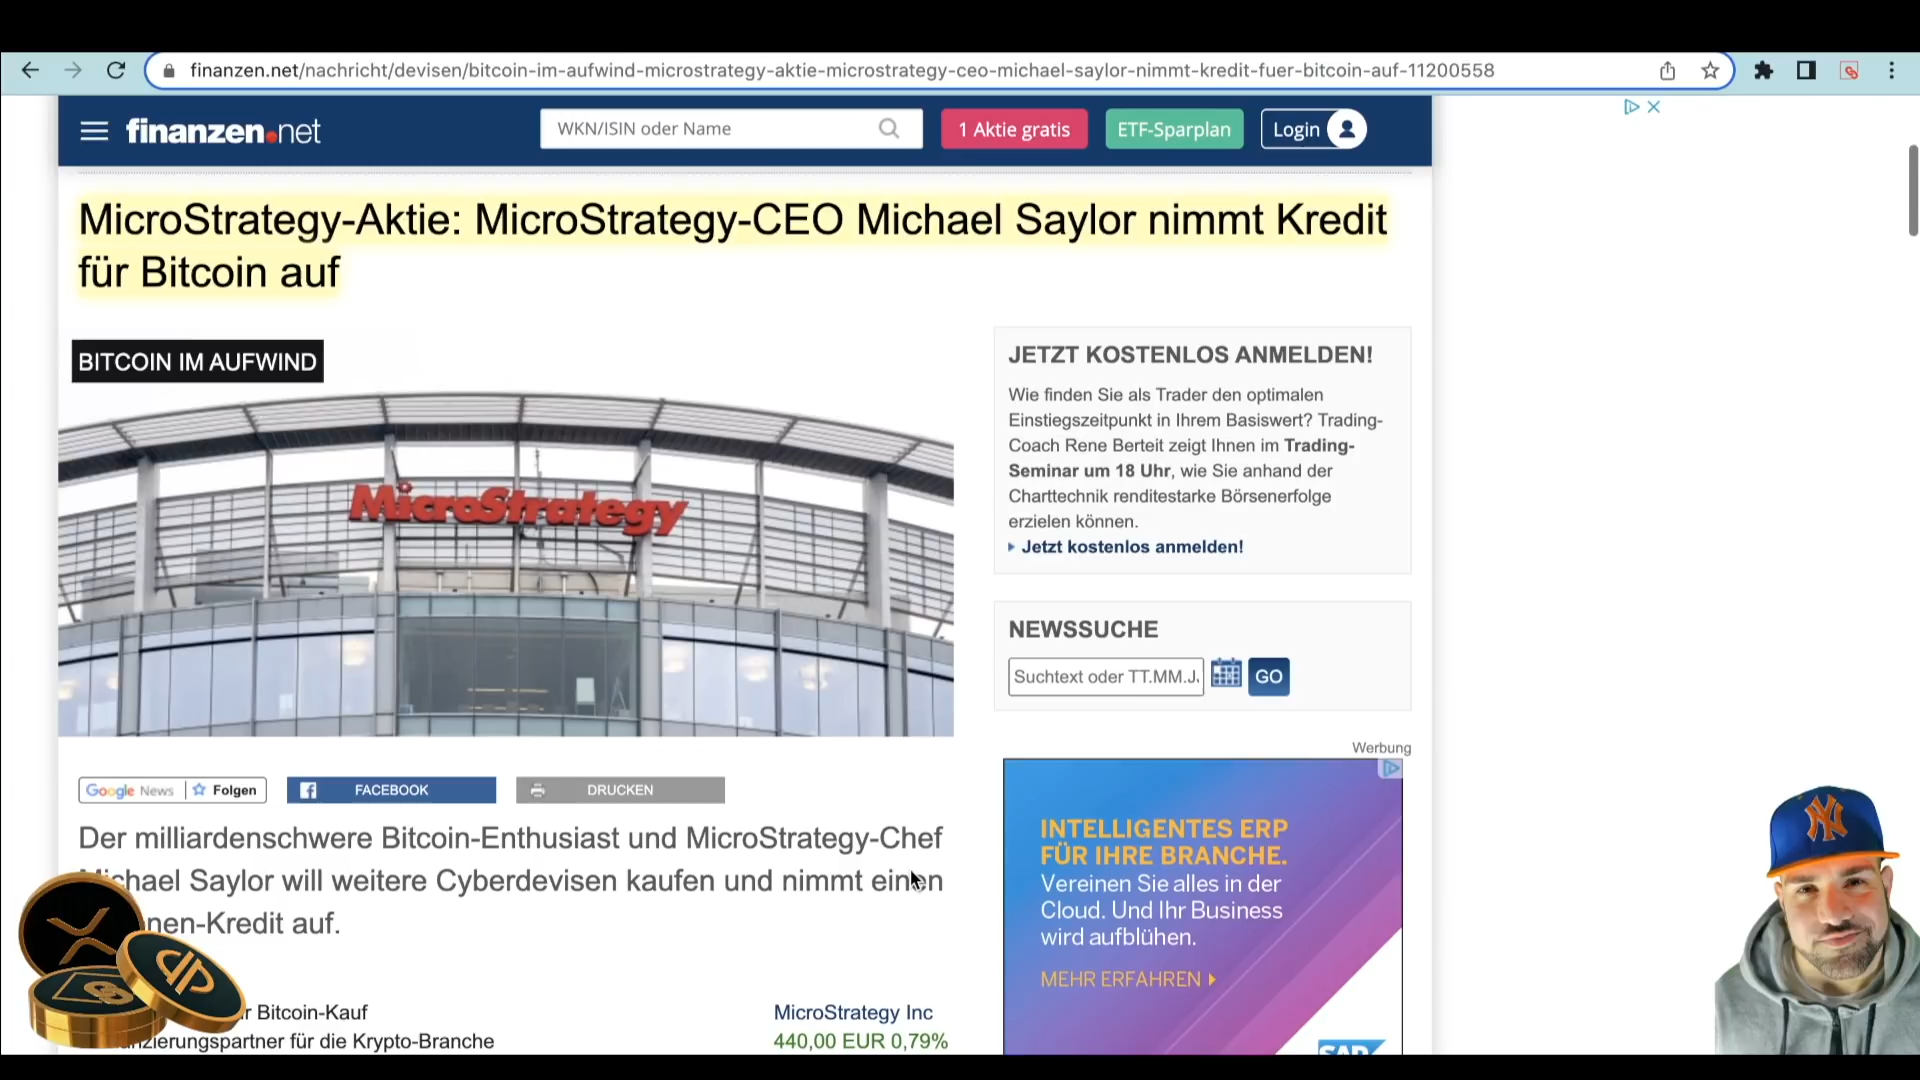 finanzen.net/nachricht/devisen/bitcoin-im-aufwind-microstrategy-aktie-microstrategy-ceo-michael-saylor-nimmt-kredit-fuer-bitcoin-auf-11200558
finanzen.net
WKN/ISIN oder Name
1 Aktie gratis
ETF-Sparplan
Login
MicroStrategy-Aktie: MicroStrategy-CEO Michael Saylor nimmt Kredit
für Bitcoin auf
BITCOIN IM AUFWIND
MicroStrategy
Google News
Folgen
FACEBOOK
DRUCKEN
Der milliardenschwere Bitcoin-Enthusiast und MicroStrategy-Chef
Saylor will weitere Cyberdevisen kaufen und nimmt einen
auf.
Bitcoin-Kauf
für die Krypto-Branche
MicroStrategy Inc
440,00 EUR 0,79%
JETZT KOSTENLOS ANMELDEN!
Wie finden Sie als Trader den optimalen
Einstiegszeitpunkt in Ihrem Basiswert? Trading-
Coach Rene Berteit zeigt Ihnen im Trading-
Seminar um 18 Uhr, wie Sie anhand der
Charttechnik renditestarke Börsenerfolge
erzielen können.
Jetzt kostenlos anmelden!
NEWSSUCHE
Suchtext oder TT.MM.J.
GO
Werbung
INTELLIGENTES ERP
FÜR IHRE BRANCHE.
Vereinen Sie alles in der
Cloud. Und Ihr Business
wird aufblühen.
MEHR ERFAHREN
SAP
NY